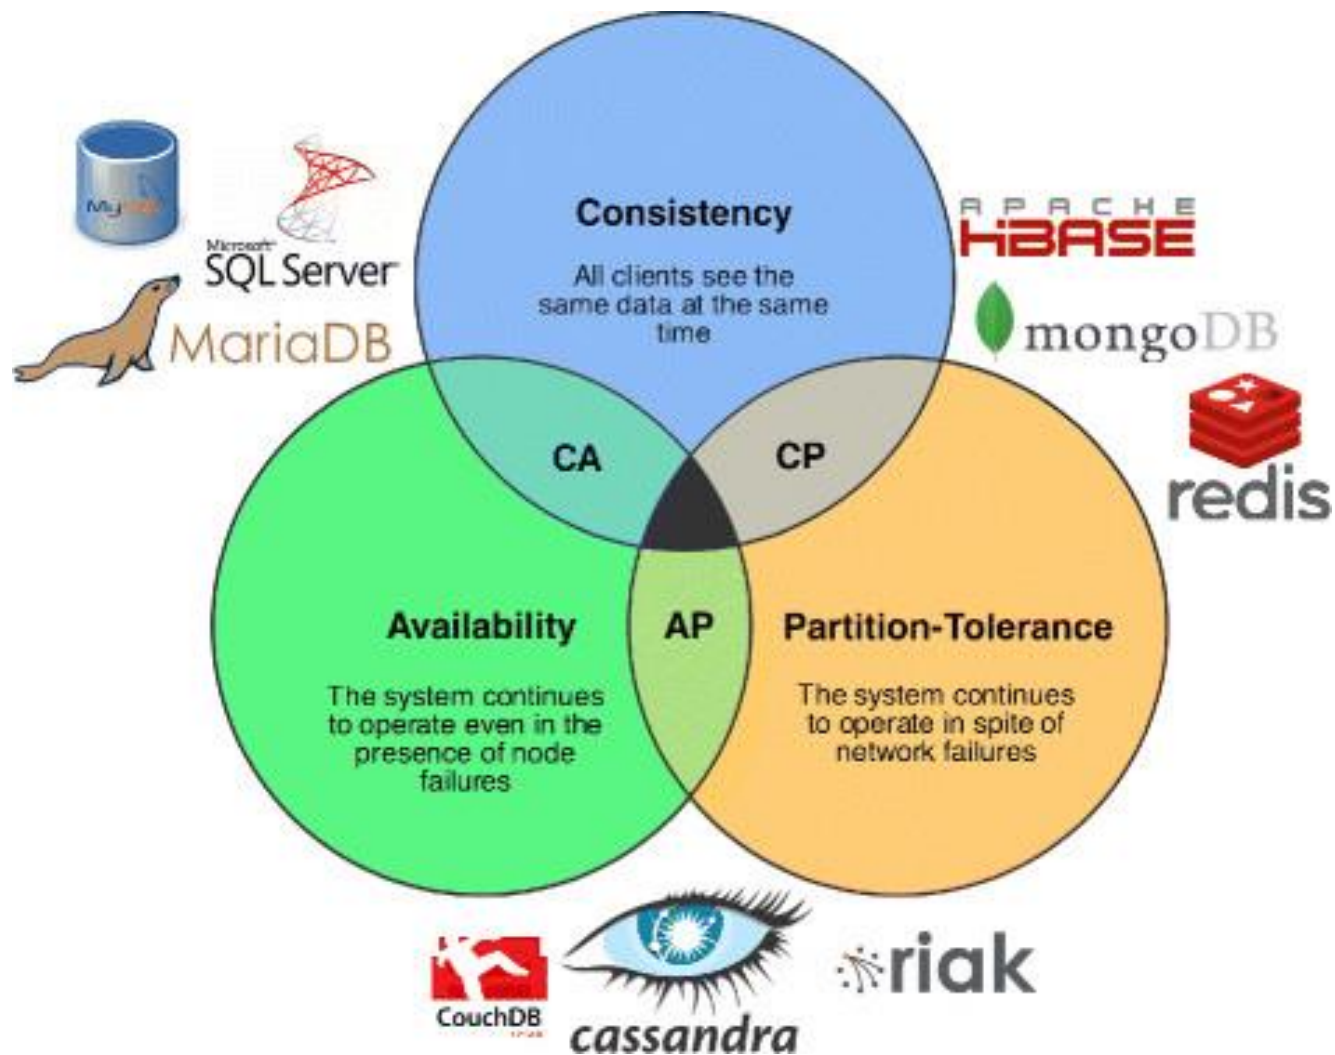 Consistency
All clients see the
same data at the same
time
My
Microsoft
SQL Server
MariaDB
APACHE
HBASE
mongoDB
redis
CA
CP
AP
Availability
The system continues
to operate even in the
presence of node
failures
Partition-Tolerance
The system continues
to operate in spite of
network failures
CouchDB
cassandra
riak